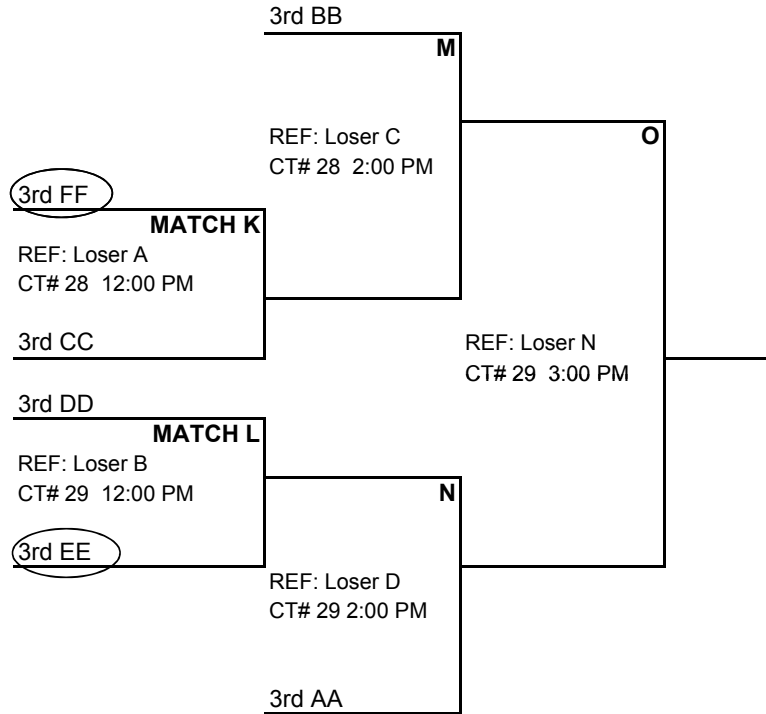 3rd BB
M
REF: Loser C
CT# 28 2:00 PM
O
3rd FF
MATCH K
REF: Loser A
CT# 28 12:00 PM
3rd CC
REF: Loser N
CT# 29 3:00 PM
3rd DD
MATCH L
REF: Loser B
CT# 29 12:00 PM
N
3rd EE
REF: Loser D
CT# 29 2:00 PM
3rd AA